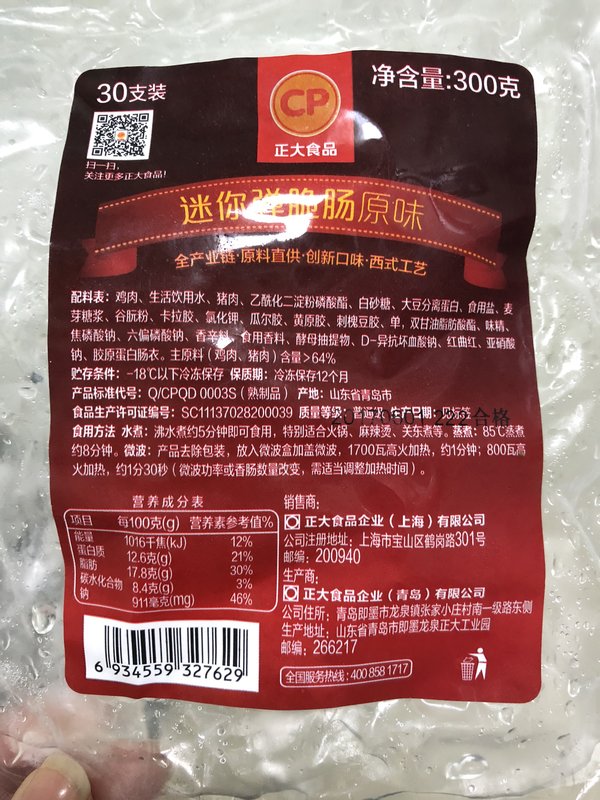 30支装
CP
正大食品
净含量:300克
扫一扫,
关注更多正大食品!
迷你弹脆肠原味
全产业链·原料直供·创新口味·西式工艺
配料表: 鸡肉、生活饮用水、猪肉、乙酰化二淀粉磷酸酯、白砂糖、大豆分离蛋白、食用盐、麦
芽糖浆、谷朊粉、卡拉胶、氯化钾、瓜尔胶、黄原胶、刺槐豆胶、单,双甘油脂肪酸酯、味精、
焦磷酸钠、六偏磷酸钠、香辛料、食用香料、酵母抽提物、D-异抗坏血酸钠、红曲红、亚硝酸
钠、胶原蛋白肠衣。主原料(鸡肉、猪肉)含量>64%
贮存条件: -18℃以下冷冻保存 保质期: 冷冻保存12个月
产品标准代号: Q/CPQD 0003S (熟制品) 产地: 山东省青岛市
食品生产许可证编号: SC11137028200039 质量等级: 普通级 生产日期: 合格
食用方法 水煮: 沸水煮约5分钟即可食用, 特别适合火锅、麻辣烫、关东煮等。蒸煮: 85℃蒸煮
约8分钟。微波: 产品去除包装, 放入微波盒加盖微波, 1700瓦高火加热, 约1分钟; 800瓦高
火加热, 约1分30秒 (微波功率或香肠数量改变, 需适当调整加热时间) 。
营养成分表
项目 每100克(g) 营养素参考值%
能量 1016千焦(kJ) 12%
蛋白质 12.6克(g) 21%
脂肪 17.8克(g) 30%
碳水化合物 8.4克(g) 3%
钠 911毫克(mg) 46%
6 934559 327629
销售商:
正大食品企业 (上海) 有限公司
公司注册地址: 上海市宝山区鹤岗路301号
邮编: 200940
生产商:
正大食品企业 (青岛) 有限公司
公司住所: 青岛即墨市龙泉镇张家小庄村南一级路东侧
生产地址: 山东省青岛市即墨龙泉正大工业园
邮编: 266217
全国服务热线: 400 858 1717